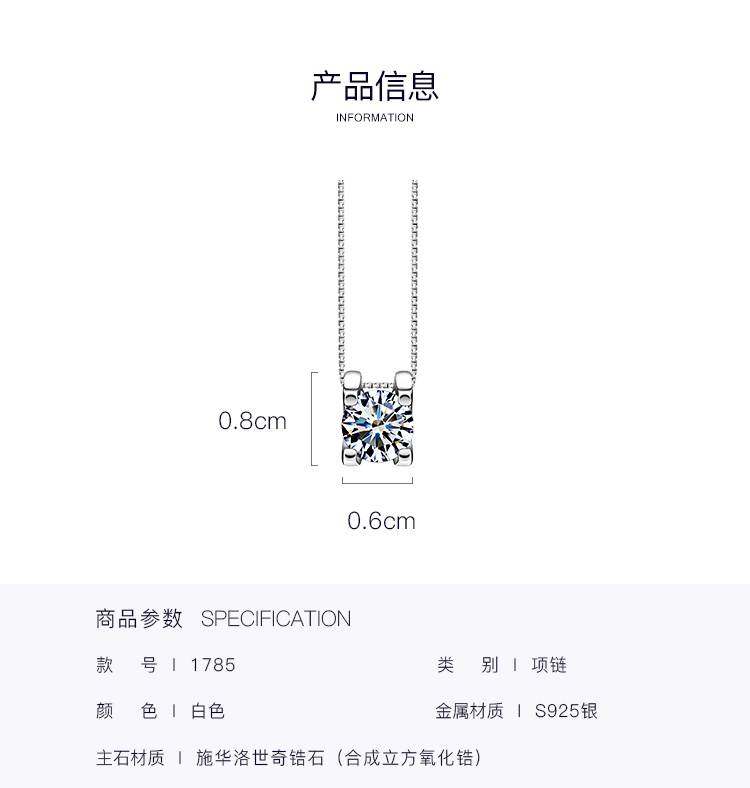 产品信息
INFORMATION
0.8cm
0.6cm
商品参数 SPECIFICATION
款 号 | 1785 类 别 | 项链
颜 色 | 白色 金属材质 | S925银
主石材质 | 施华洛世奇锆石（合成立方氧化锆）